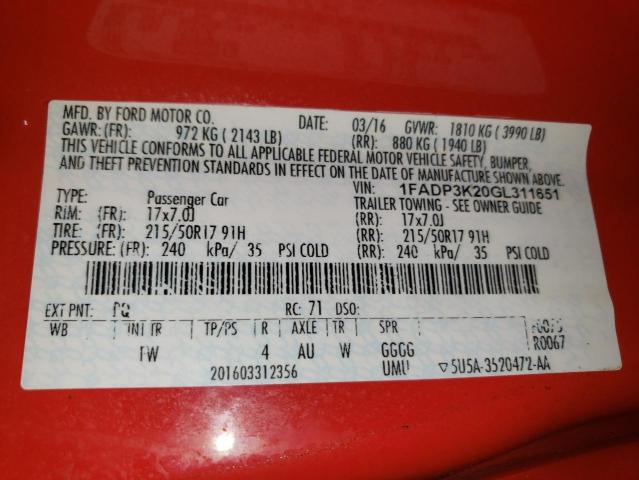 MFD. BY FORD MOTOR CO. DATE: 03/16 GVWR: 1810 KG ( 3990 LB)
GAWR: (FR): 972 KG ( 2143 LB) (RR): 880 KG ( 1940 LB)
THIS VEHICLE CONFORMS TO ALL APPLICABLE FEDERAL MOTOR VEHICLE SAFETY, BUMPER,
AND THEFT PREVENTION STANDARDS IN EFFECT ON THE DATE OF MANUFACTURE SHOWN ABOVE.
VIN: 1FADP3K20GL311651
TYPE: Passenger Car TRAILER TOWING - SEE OWNER GUIDE
RIM: (FR): 17x7.0J (RR): 17x7.0J
TIRE: (FR): 215/50R17 91H (RR): 215/50R17 91H
PRESSURE: (FR): 240 kPa/ 35 PSI COLD (RR): 240 kPa/ 35 PSI COLD
EXT PNT: PQ RC: 71 DSO:
WB INT TR TP/PS R AXLE TR SPR
R0067
4 AU W GGGG
201603312356 ▽ 5U5A-3520472-AA